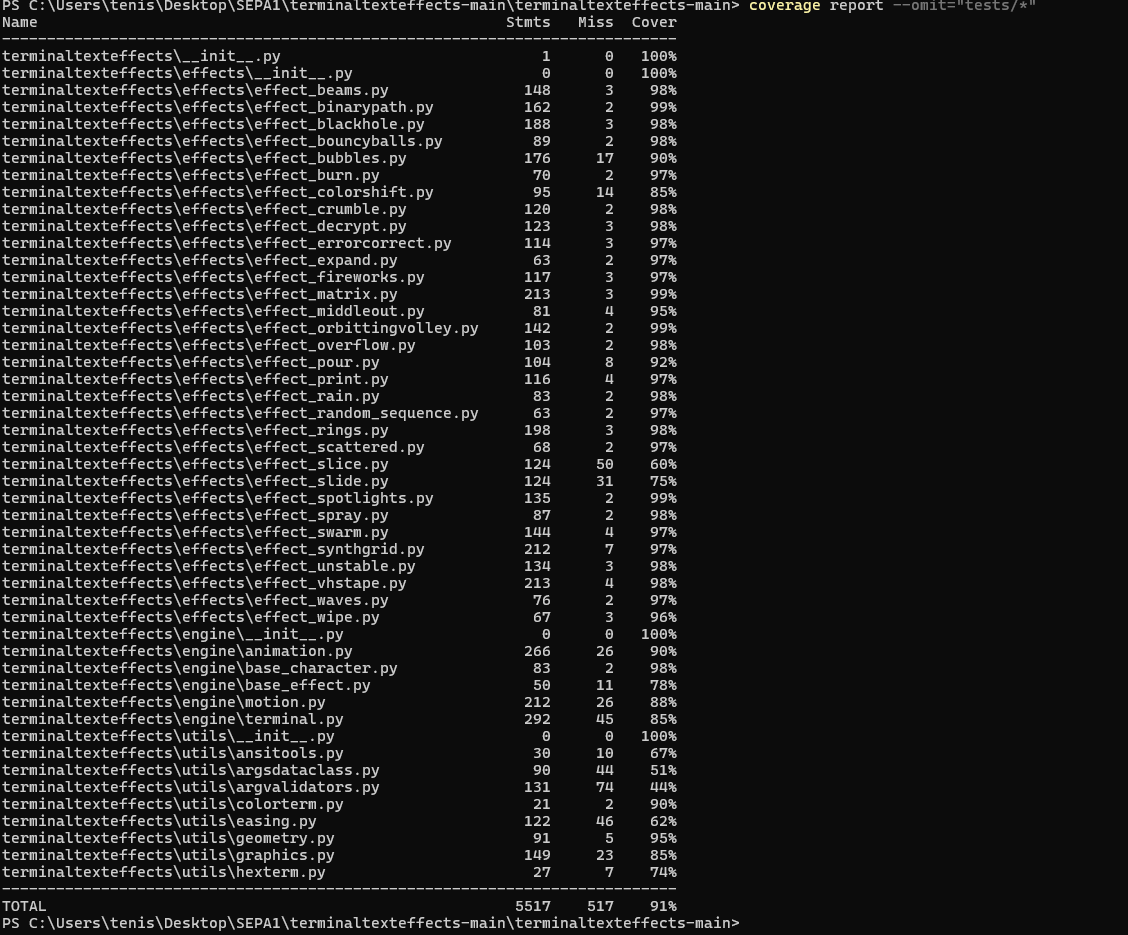 PS C:\Users\tenis\Desktop\SEPA1\terminaltexteffects-main\terminaltexteffects-main> coverage report --omit="tests/*"
Name Stmts Miss Cover
---------------------------------------------------------------------------
terminaltexteffects\__init__.py 1 0 100%
terminaltexteffects\effects\__init__.py 0 0 100%
terminaltexteffects\effects\effect_beams.py 148 3 98%
terminaltexteffects\effects\effect_binarypath.py 162 2 99%
terminaltexteffects\effects\effect_blackhole.py 188 3 98%
terminaltexteffects\effects\effect_bouncyballs.py 89 2 98%
terminaltexteffects\effects\effect_bubbles.py 176 17 90%
terminaltexteffects\effects\effect_burn.py 70 2 97%
terminaltexteffects\effects\effect_colorshift.py 95 14 85%
terminaltexteffects\effects\effect_crumble.py 120 2 98%
terminaltexteffects\effects\effect_decrypt.py 123 3 98%
terminaltexteffects\effects\effect_errorcorrect.py 114 3 97%
terminaltexteffects\effects\effect_expand.py 63 2 97%
terminaltexteffects\effects\effect_fireworks.py 117 3 97%
terminaltexteffects\effects\effect_matrix.py 213 3 99%
terminaltexteffects\effects\effect_middleout.py 81 4 95%
terminaltexteffects\effects\effect_orbittingvolley.py 142 2 99%
terminaltexteffects\effects\effect_overflow.py 103 2 98%
terminaltexteffects\effects\effect_pour.py 104 8 92%
terminaltexteffects\effects\effect_print.py 116 4 97%
terminaltexteffects\effects\effect_rain.py 83 2 98%
terminaltexteffects\effects\effect_random_sequence.py 63 2 97%
terminaltexteffects\effects\effect_rings.py 198 3 98%
terminaltexteffects\effects\effect_scattered.py 68 2 97%
terminaltexteffects\effects\effect_slice.py 124 50 60%
terminaltexteffects\effects\effect_slide.py 124 31 75%
terminaltexteffects\effects\effect_spotlights.py 135 2 99%
terminaltexteffects\effects\effect_spray.py 87 2 98%
terminaltexteffects\effects\effect_swarm.py 144 4 97%
terminaltexteffects\effects\effect_synthgrid.py 212 7 97%
terminaltexteffects\effects\effect_unstable.py 134 3 98%
terminaltexteffects\effects\effect_vhstape.py 213 4 98%
terminaltexteffects\effects\effect_waves.py 76 2 97%
terminaltexteffects\effects\effect_wipe.py 67 3 96%
terminaltexteffects\engine\__init__.py 0 0 100%
terminaltexteffects\engine\animation.py 266 26 90%
terminaltexteffects\engine\base_character.py 83 2 98%
terminaltexteffects\engine\base_effect.py 50 11 78%
terminaltexteffects\engine\motion.py 212 26 88%
terminaltexteffects\engine\terminal.py 292 45 85%
terminaltexteffects\utils\__init__.py 0 0 100%
terminaltexteffects\utils\ansitools.py 30 10 67%
terminaltexteffects\utils\argsdataclass.py 90 44 51%
terminaltexteffects\utils\argvalidators.py 131 74 44%
terminaltexteffects\utils\colorterm.py 21 2 90%
terminaltexteffects\utils\easing.py 122 46 62%
terminaltexteffects\utils\geometry.py 91 5 95%
terminaltexteffects\utils\graphics.py 149 23 85%
terminaltexteffects\utils\hexterm.py 27 7 74%
---------------------------------------------------------------------------
TOTAL 5517 517 91%
PS C:\Users\tenis\Desktop\SEPA1\terminaltexteffects-main\terminaltexteffects-main>